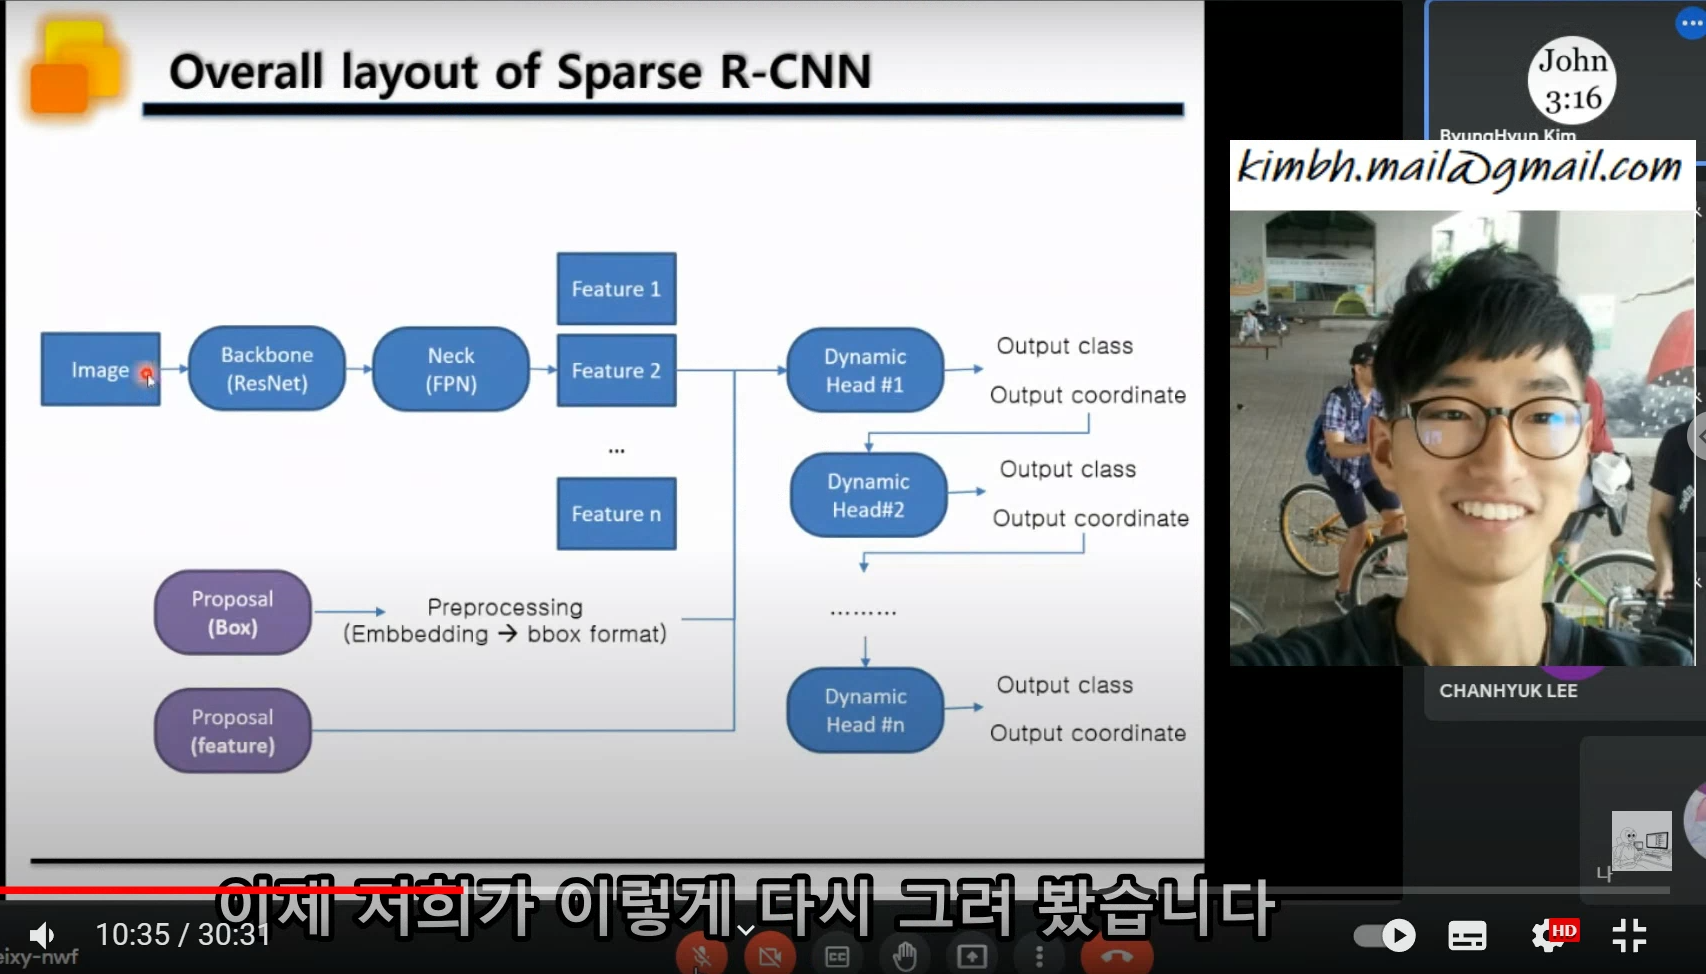 Overall layout of Sparse R-CNN
John
3:16
ByungHyun Kim
kimbh.mail@gmail.com
Image
Backbone
(ResNet)
Neck
(FPN)
Feature 1
Feature 2
...
Feature n
Dynamic
Head #1
Output class
Output coordinate
Dynamic
Head#2
Output class
Output coordinate
.........
Dynamic
Head #n
Output class
Output coordinate
Proposal
(Box)
Preprocessing
(Embbedding → bbox format)
Proposal
(feature)
CHANHYUK LEE
나
이제 저희가 이렇게 다시 그려 봤습니다
10:35 / 30:31
eixy-nwf
CC
HD